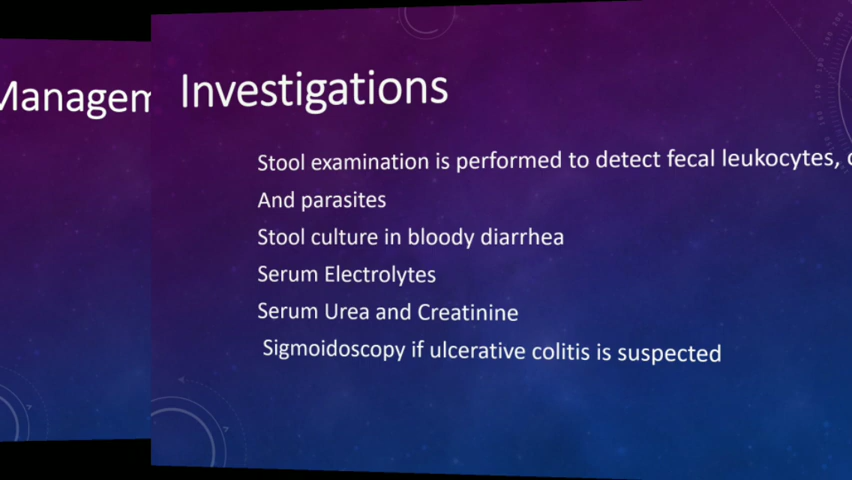 Managem
Investigations
Stool examination is performed to detect fecal leukocytes,
And parasites
Stool culture in bloody diarrhea
Serum Electrolytes
Serum Urea and Creatinine
Sigmoidoscopy if ulcerative colitis is suspected